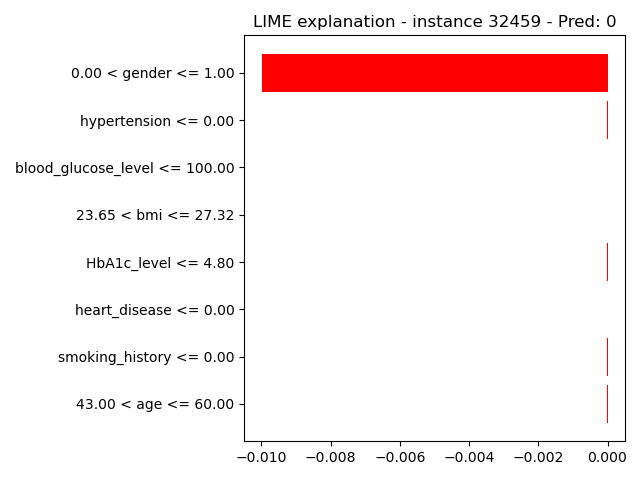 LIME explanation - instance 32459 - Pred: 0
0.00 < gender <= 1.00
hypertension <= 0.00
blood_glucose_level <= 100.00
23.65 < bmi <= 27.32
HbA1c_level <= 4.80
heart_disease <= 0.00
smoking_history <= 0.00
43.00 < age <= 60.00
−0.010 −0.008 −0.006 −0.004 −0.002 0.000